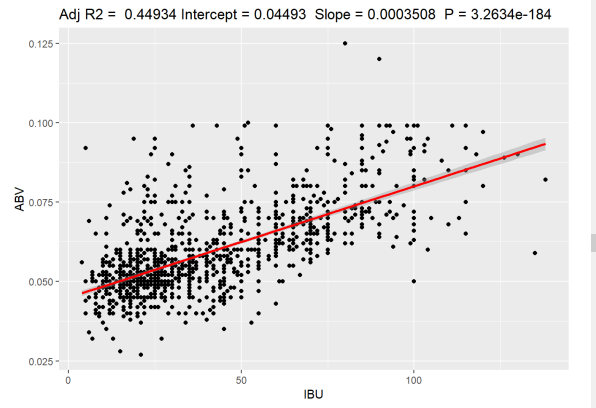 Adj R2 =  0.44934 Intercept = 0.04493  Slope = 0.0003508  P = 3.2634e-184
0.125
0.100
ABV
0.075
0.050
0.025
0 50 100
IBU